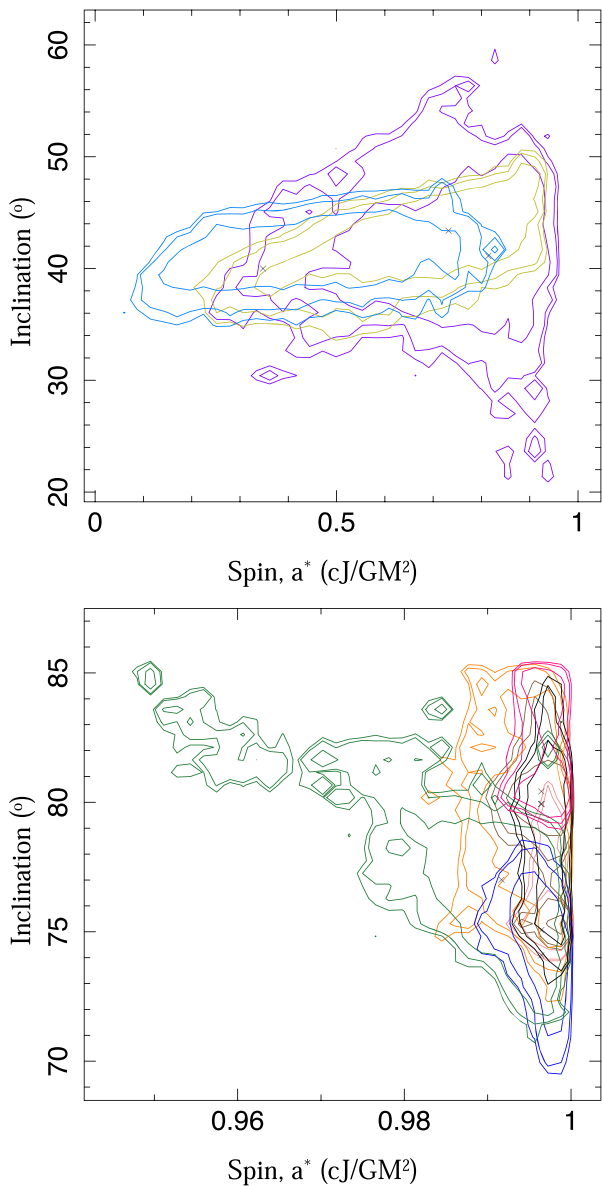 60
50
40
30
20
Inclination (º)
0 0.5 1
Spin, a* (cJ/GM²)
85
80
75
70
Inclination (º)
0.96 0.98 1
Spin, a* (cJ/GM²)